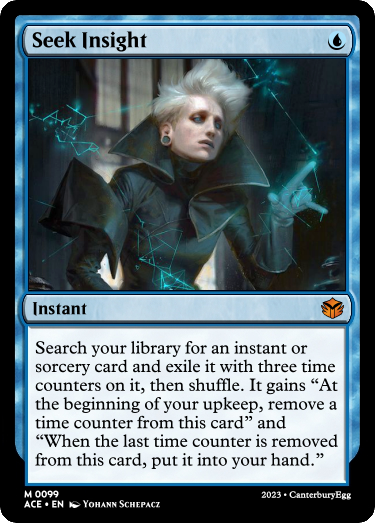 Seek Insight
Instant
Search your library for an instant or
sorcery card and exile it with three time
counters on it, then shuffle. It gains “At
the beginning of your upkeep, remove a
time counter from this card” and
“When the last time counter is removed
from this card, put it into your hand.”
M 0099
ACE • EN Yohann Schepacz
2023 • CanterburyEgg